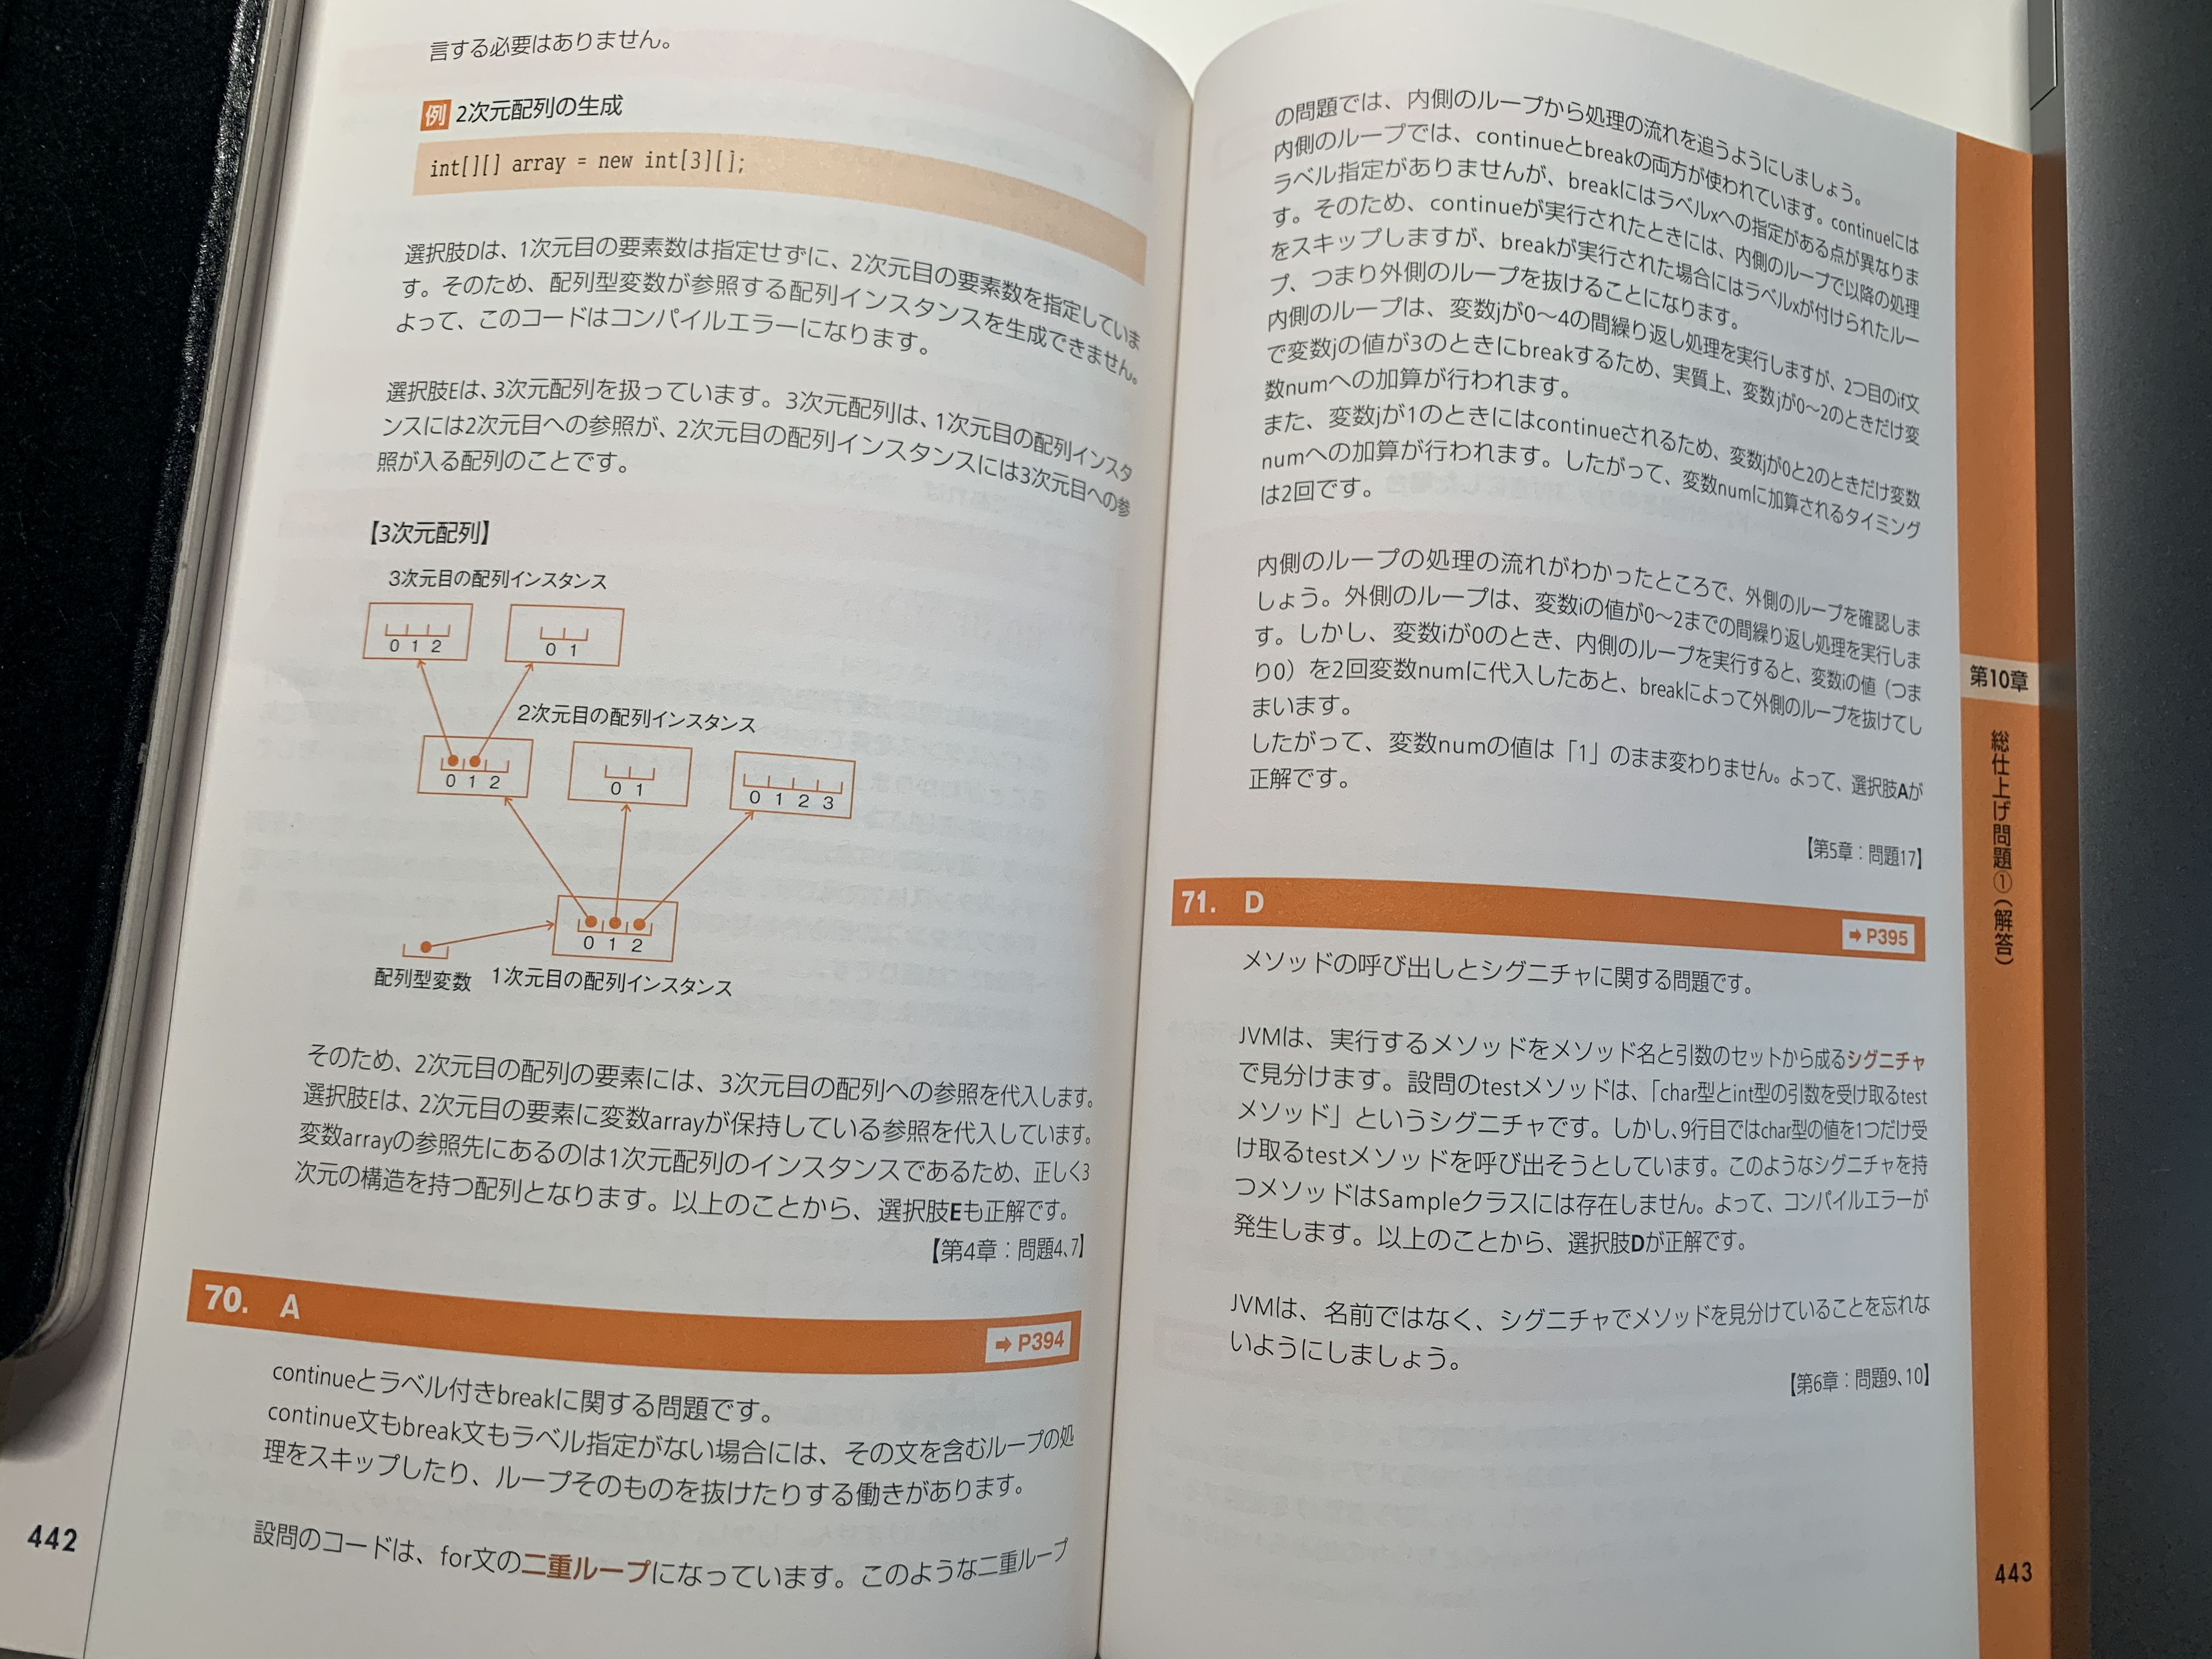 言する必要はありません。
例 2次元配列の生成
int[][] array = new int[3][];
選択肢Dは、1次元目の要素数は指定せずに、2次元目の要素数を指定していま
す。そのため、配列型変数が参照する配列インスタンスを生成できません。
よって、このコードはコンパイルエラーになります。
選択肢Eは、3次元配列を扱っています。3次元配列は、1次元目の配列インスタ
ンスには2次元目への参照が、2次元目の配列インスタンスには3次元目への参
照が入る配列のことです。
【3次元配列】
3次元目の配列インスタンス
0 1 2
0 1
2次元目の配列インスタンス
0 1 2
0 1
0 1 2 3
0 1 2
配列型変数
1次元目の配列インスタンス
そのため、2次元目の配列の要素には、3次元目の配列への参照を代入します。
選択肢Eは、2次元目の要素に変数arrayが保持している参照を代入しています。
変数arrayの参照先にあるのは1次元配列のインスタンスであるため、正しく3
次元の構造を持つ配列となります。以上のことから、選択肢Eも正解です。
【第4章：問題4、7】
70. A
➡ P394
continueとラベル付きbreakに関する問題です。
continue文もbreak文もラベル指定がない場合には、その文を含むループの処
理をスキップしたり、ループそのものを抜けたりする働きがあります。
設問のコードは、for文の二重ループになっています。このような二重ループ
442
の問題では、内側のループから処理の流れを追うようにしましょう。
内側のループでは、continueとbreakの両方が使われています。continueには
ラベル指定がありませんが、breakにはラベルxへの指定がある点が異なりま
す。そのため、continueが実行されたときには、内側のループで以降の処理
をスキップしますが、breakが実行された場合にはラベルxが付けられたルー
プ、つまり外側のループを抜けることになります。
内側のループは、変数jが0～4の間繰り返し処理を実行しますが、2つ目のif文
で変数jの値が3のときにbreakするため、実質上、変数jが0～2のときだけ変
数numへの加算が行われます。
また、変数jが1のときにはcontinueされるため、変数jが0と2のときだけ変数
numへの加算が行われます。したがって、変数numに加算されるタイミング
は2回です。
内側のループの処理の流れがわかったところで、外側のループを確認しま
しょう。外側のループは、変数iの値が0～2までの間繰り返し処理を実行しま
す。しかし、変数iが0のとき、内側のループを実行すると、変数iの値（つま
り0）を2回変数numに代入したあと、breakによって外側のループを抜けてし
まいます。
したがって、変数numの値は「1」のまま変わりません。よって、選択肢Aが
正解です。
【第5章：問題17】
71. D
➡ P395
メソッドの呼び出しとシグニチャに関する問題です。
JVMは、実行するメソッドをメソッド名と引数のセットから成るシグニチャ
で見分けます。設問のtestメソッドは、「char型とint型の引数を受け取るtest
メソッド」というシグニチャです。しかし、9行目ではchar型の値を1つだけ受
け取るtestメソッドを呼び出そうとしています。このようなシグニチャを持
つメソッドはSampleクラスには存在しません。よって、コンパイルエラーが
発生します。以上のことから、選択肢Dが正解です。
JVMは、名前ではなく、シグニチャでメソッドを見分けていることを忘れな
いようにしましょう。
【第6章：問題9、10】
第10章
総仕上げ問題①（解答）
443